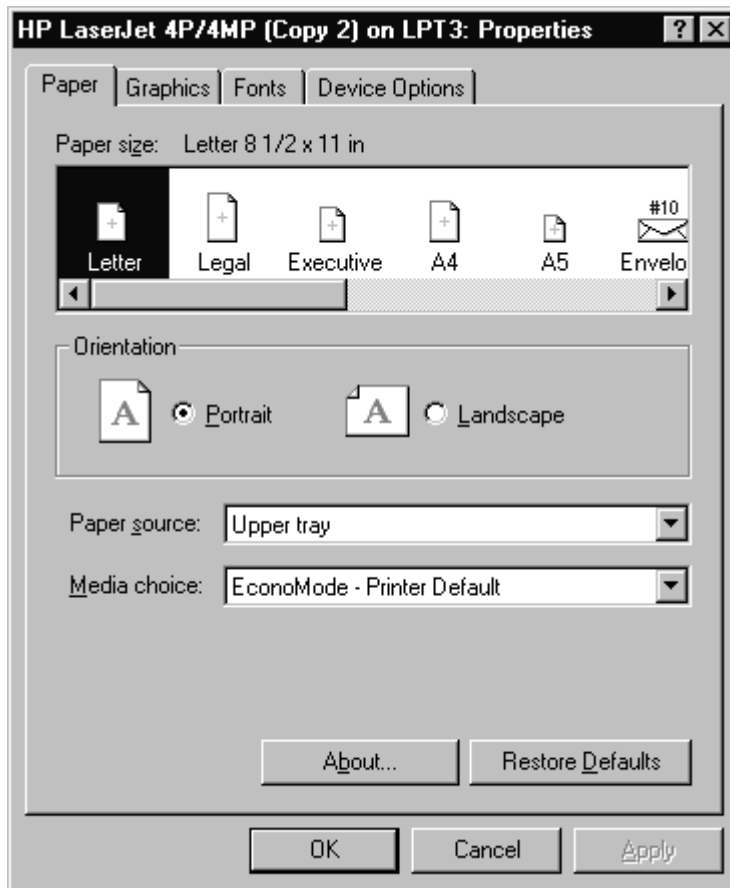 HP LaserJet 4P/4MP (Copy 2) on LPT3: Properties
Paper Graphics Fonts Device Options
Paper size: Letter 8 1/2 x 11 in
#10
Letter Legal Executive A4 A5 Envelo
Orientation
A Portrait A Landscape
Paper source: Upper tray
Media choice: EconoMode - Printer Default
About... Restore Defaults
OK Cancel Apply